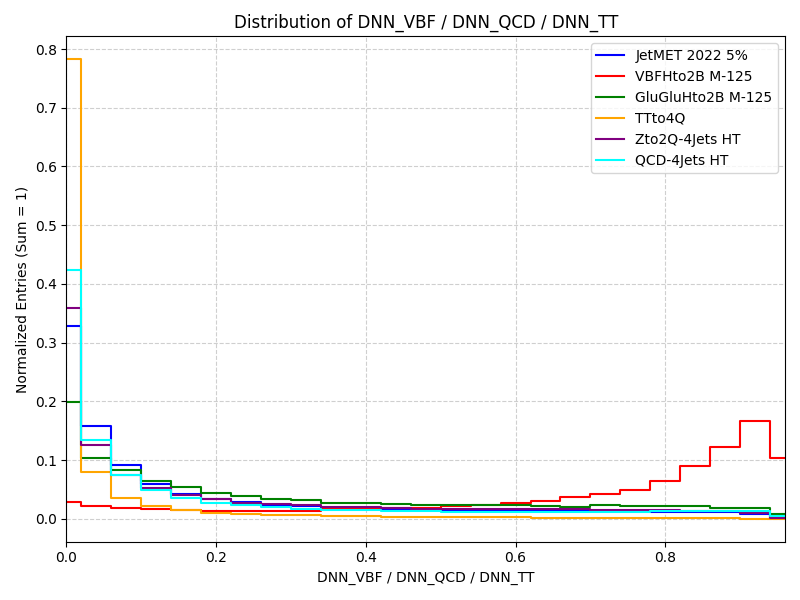 Distribution of DNN_VBF / DNN_QCD / DNN_TT
JetMET 2022 5%
VBFHto2B M-125
GluGluHto2B M-125
TTto4Q
Zto2Q-4Jets HT
QCD-4Jets HT
Normalized Entries (Sum = 1)
0.8
0.7
0.6
0.5
0.4
0.3
0.2
0.1
0.0
0.0 0.2 0.4 0.6 0.8
DNN_VBF / DNN_QCD / DNN_TT